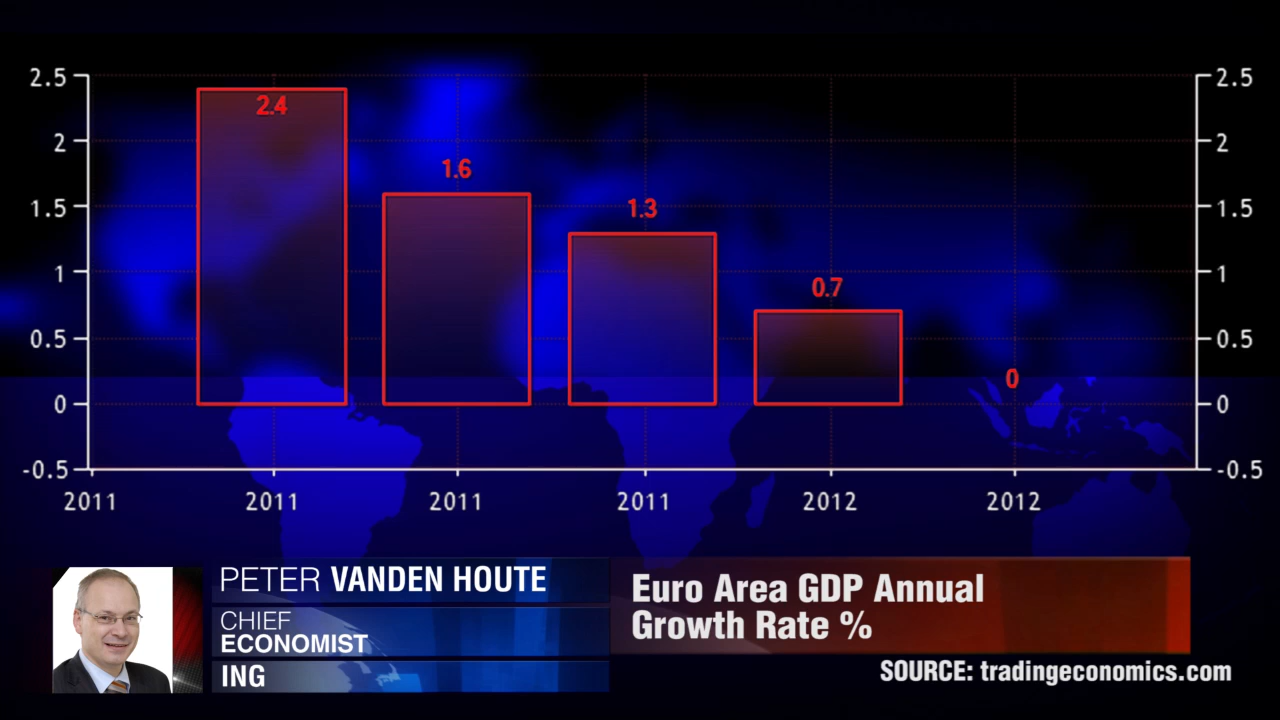 2.5 2.5
2.4
2 2
1.6
1.5 1.3 1.5
1 1
0.7
0.5 0.5
0
0 0
-0.5 -0.5
2011 2011 2011 2011 2012 2012
PETER VANDEN HOUTE
CHIEF
ECONOMIST
ING
Euro Area GDP Annual
Growth Rate %
SOURCE: tradingeconomics.com